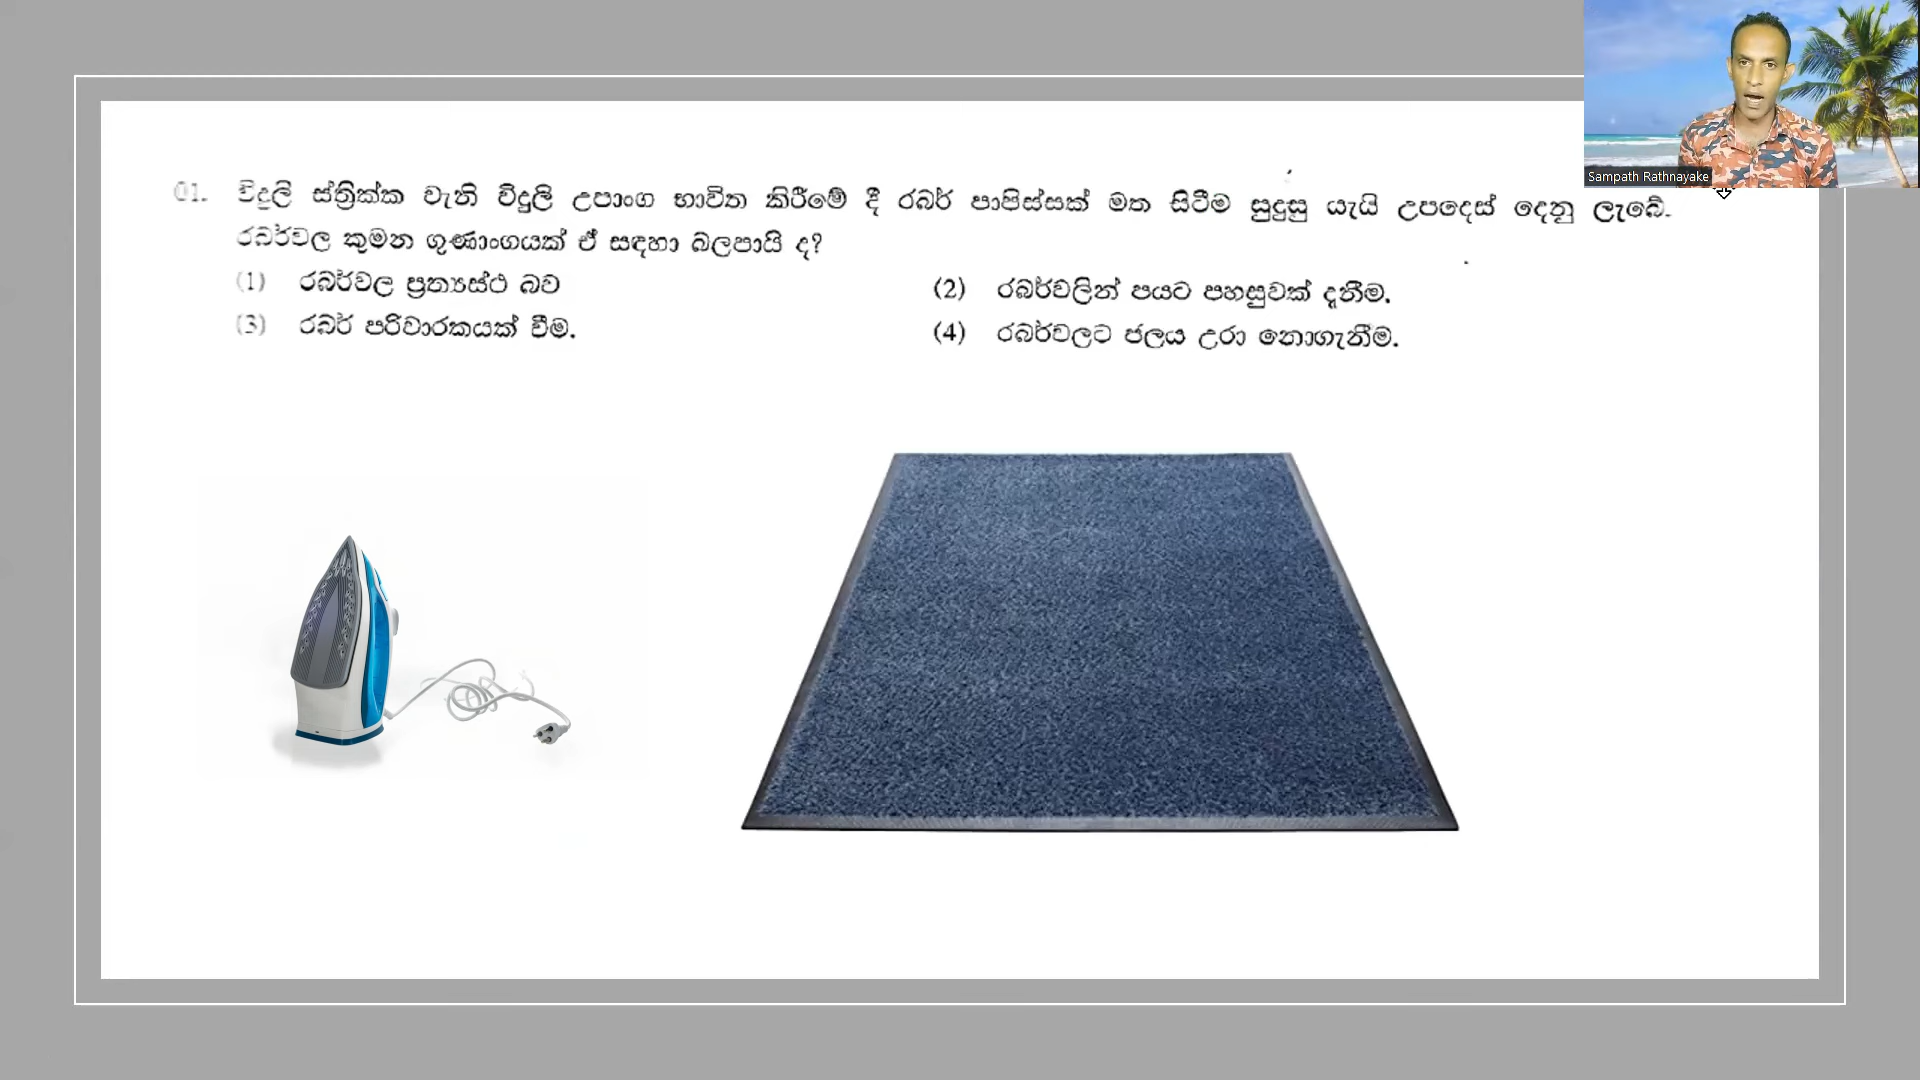 01. විදුලි ස්ත්‍රික්ක වැනි විදුලි උපාංග භාවිත කිරීමේ දී රබර් පාපිස්සක් මත සිටීම සුදුසු යැයි උපදෙස් දෙනු ලැබේ.
රබර්වල කුමන ගුණාංගයක් ඒ සඳහා බලපායි ද?
(1) රබර්වල ප්‍රත්‍යස්ථ බව
(2) රබර්වලින් පයට පහසුවක් දැනීම.
(3) රබර් පරිවාරකයක් වීම.
(4) රබර්වලට ජලය උරා නොගැනීම.
Sampath Rathnayake